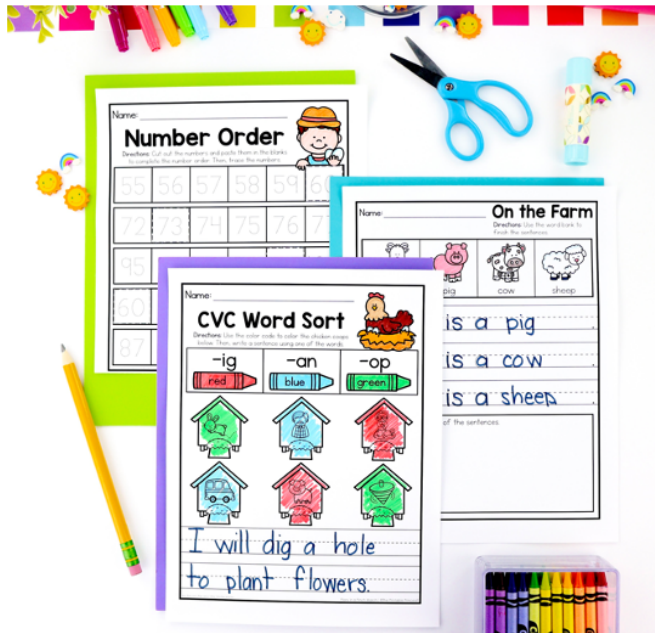 Name:
Number Order
Directions: Cut out the numbers and paste them in the blanks
to complete the number order. Then, trace the numbers.
55 56 57 58 59 60
72 73 74 75 76
95
60
87
Name:
On the Farm
Directions: Use the word bank to
finish the sentences.
pig cow sheep
is a pig .
is a cow .
is a sheep .
of the sentences.
Name:
CVC Word Sort
Directions: Use the color code to color the chicken coops
below. Then, write a sentence using one of the words.
-ig -an -op
red blue green
I will dig a hole
to plant flowers.